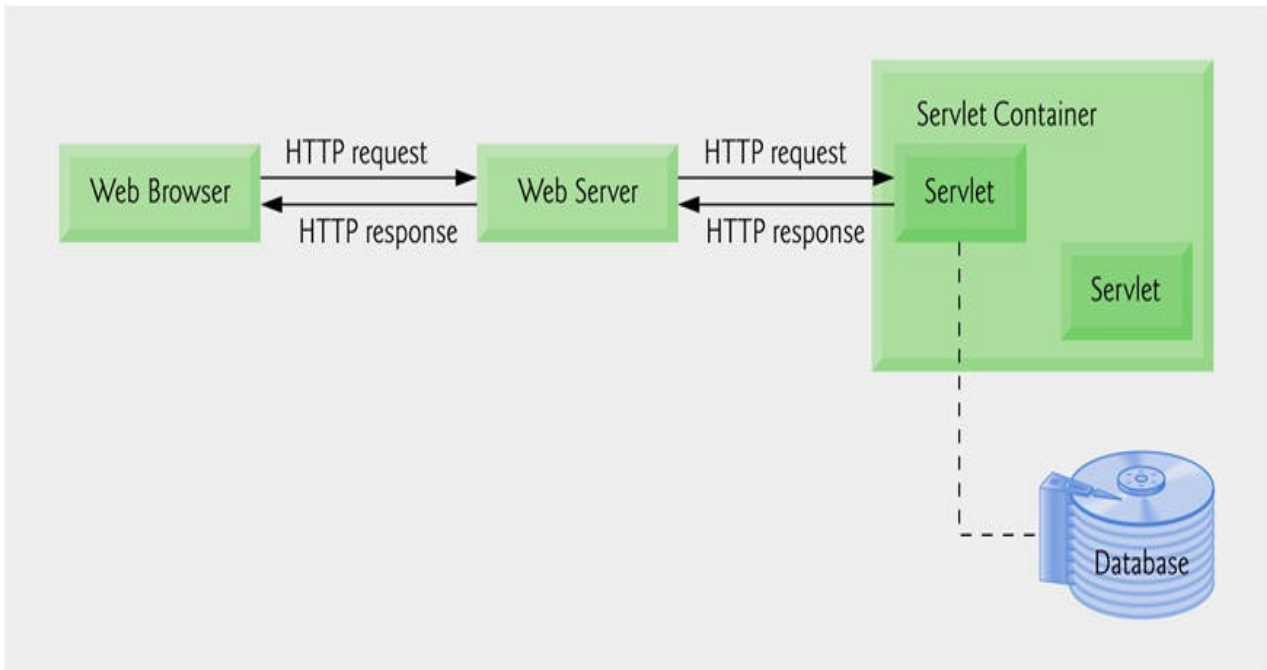 Servlet Container
HTTP request
HTTP request
Web Browser
Web Server
Servlet
HTTP response
HTTP response
Servlet
Database